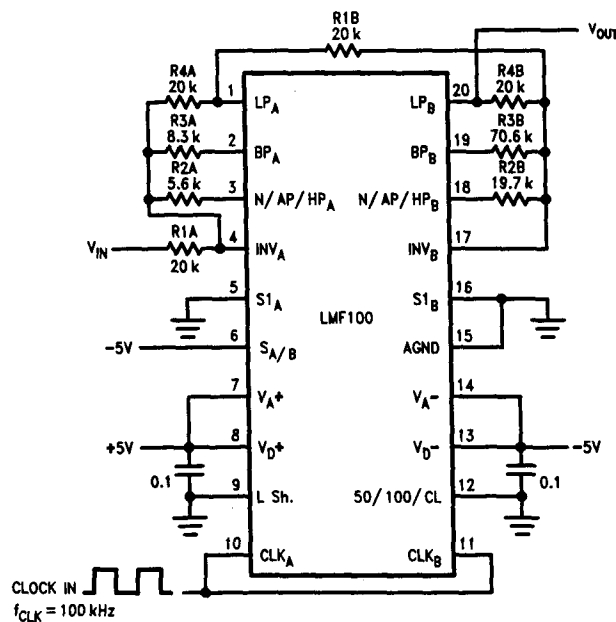 R1B
20 k
V_OUT
R4A
20 k
1
LP_A
LP_B
20
R4B
20 k
R3A
8.3 k
2
BP_A
BP_B
19
R3B
70.6 k
R2A
5.6 k
3
N/AP/HP_A
N/AP/HP_B
18
R2B
19.7 k
V_IN
R1A
20 k
4
INV_A
INV_B
17
5
S1_A
S1_B
16
LMF100
-5V
6
S_A/B
AGND
15
7
V_A+
V_A-
14
+5V
8
V_D+
V_D-
13
-5V
0.1
9
L Sh.
50/100/CL
12
0.1
10
CLK_A
CLK_B
11
CLOCK IN
f_CLK = 100 kHz